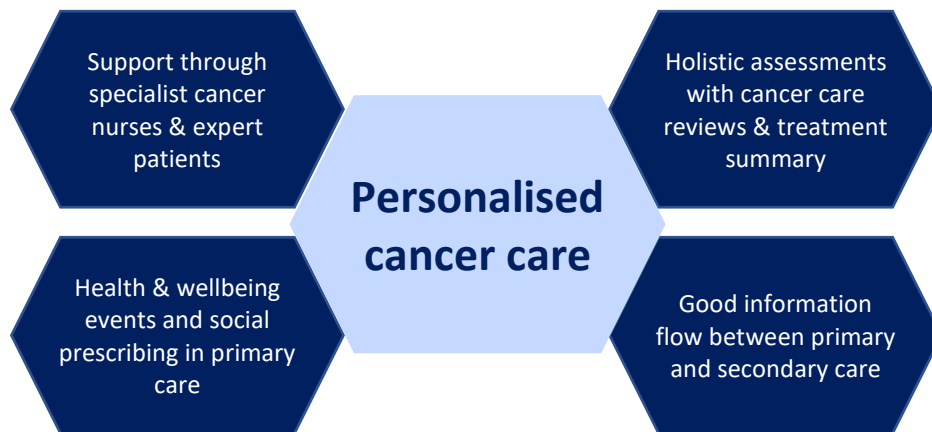 Support through
specialist cancer
nurses & expert
patients
Holistic assessments
with cancer care
reviews & treatment
summary
Personalised
cancer care
Health & wellbeing
events and social
prescribing in primary
care
Good information
flow between primary
and secondary care